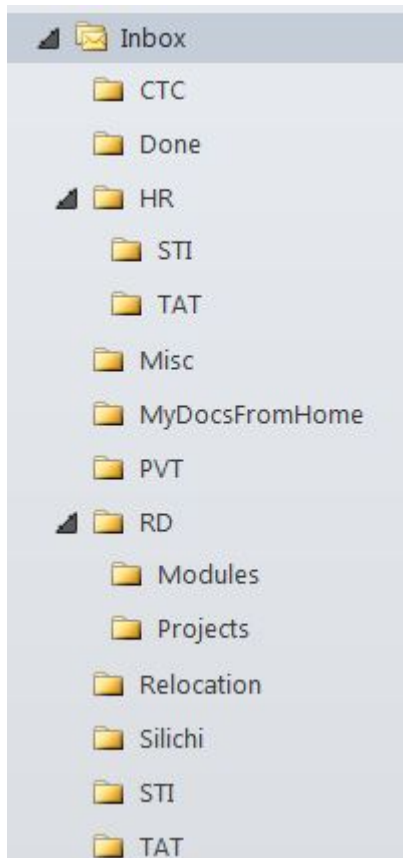 Inbox
CTC
Done
HR
STI
TAT
Misc
MyDocsFromHome
PVT
RD
Modules
Projects
Relocation
Silichi
STI
TAT